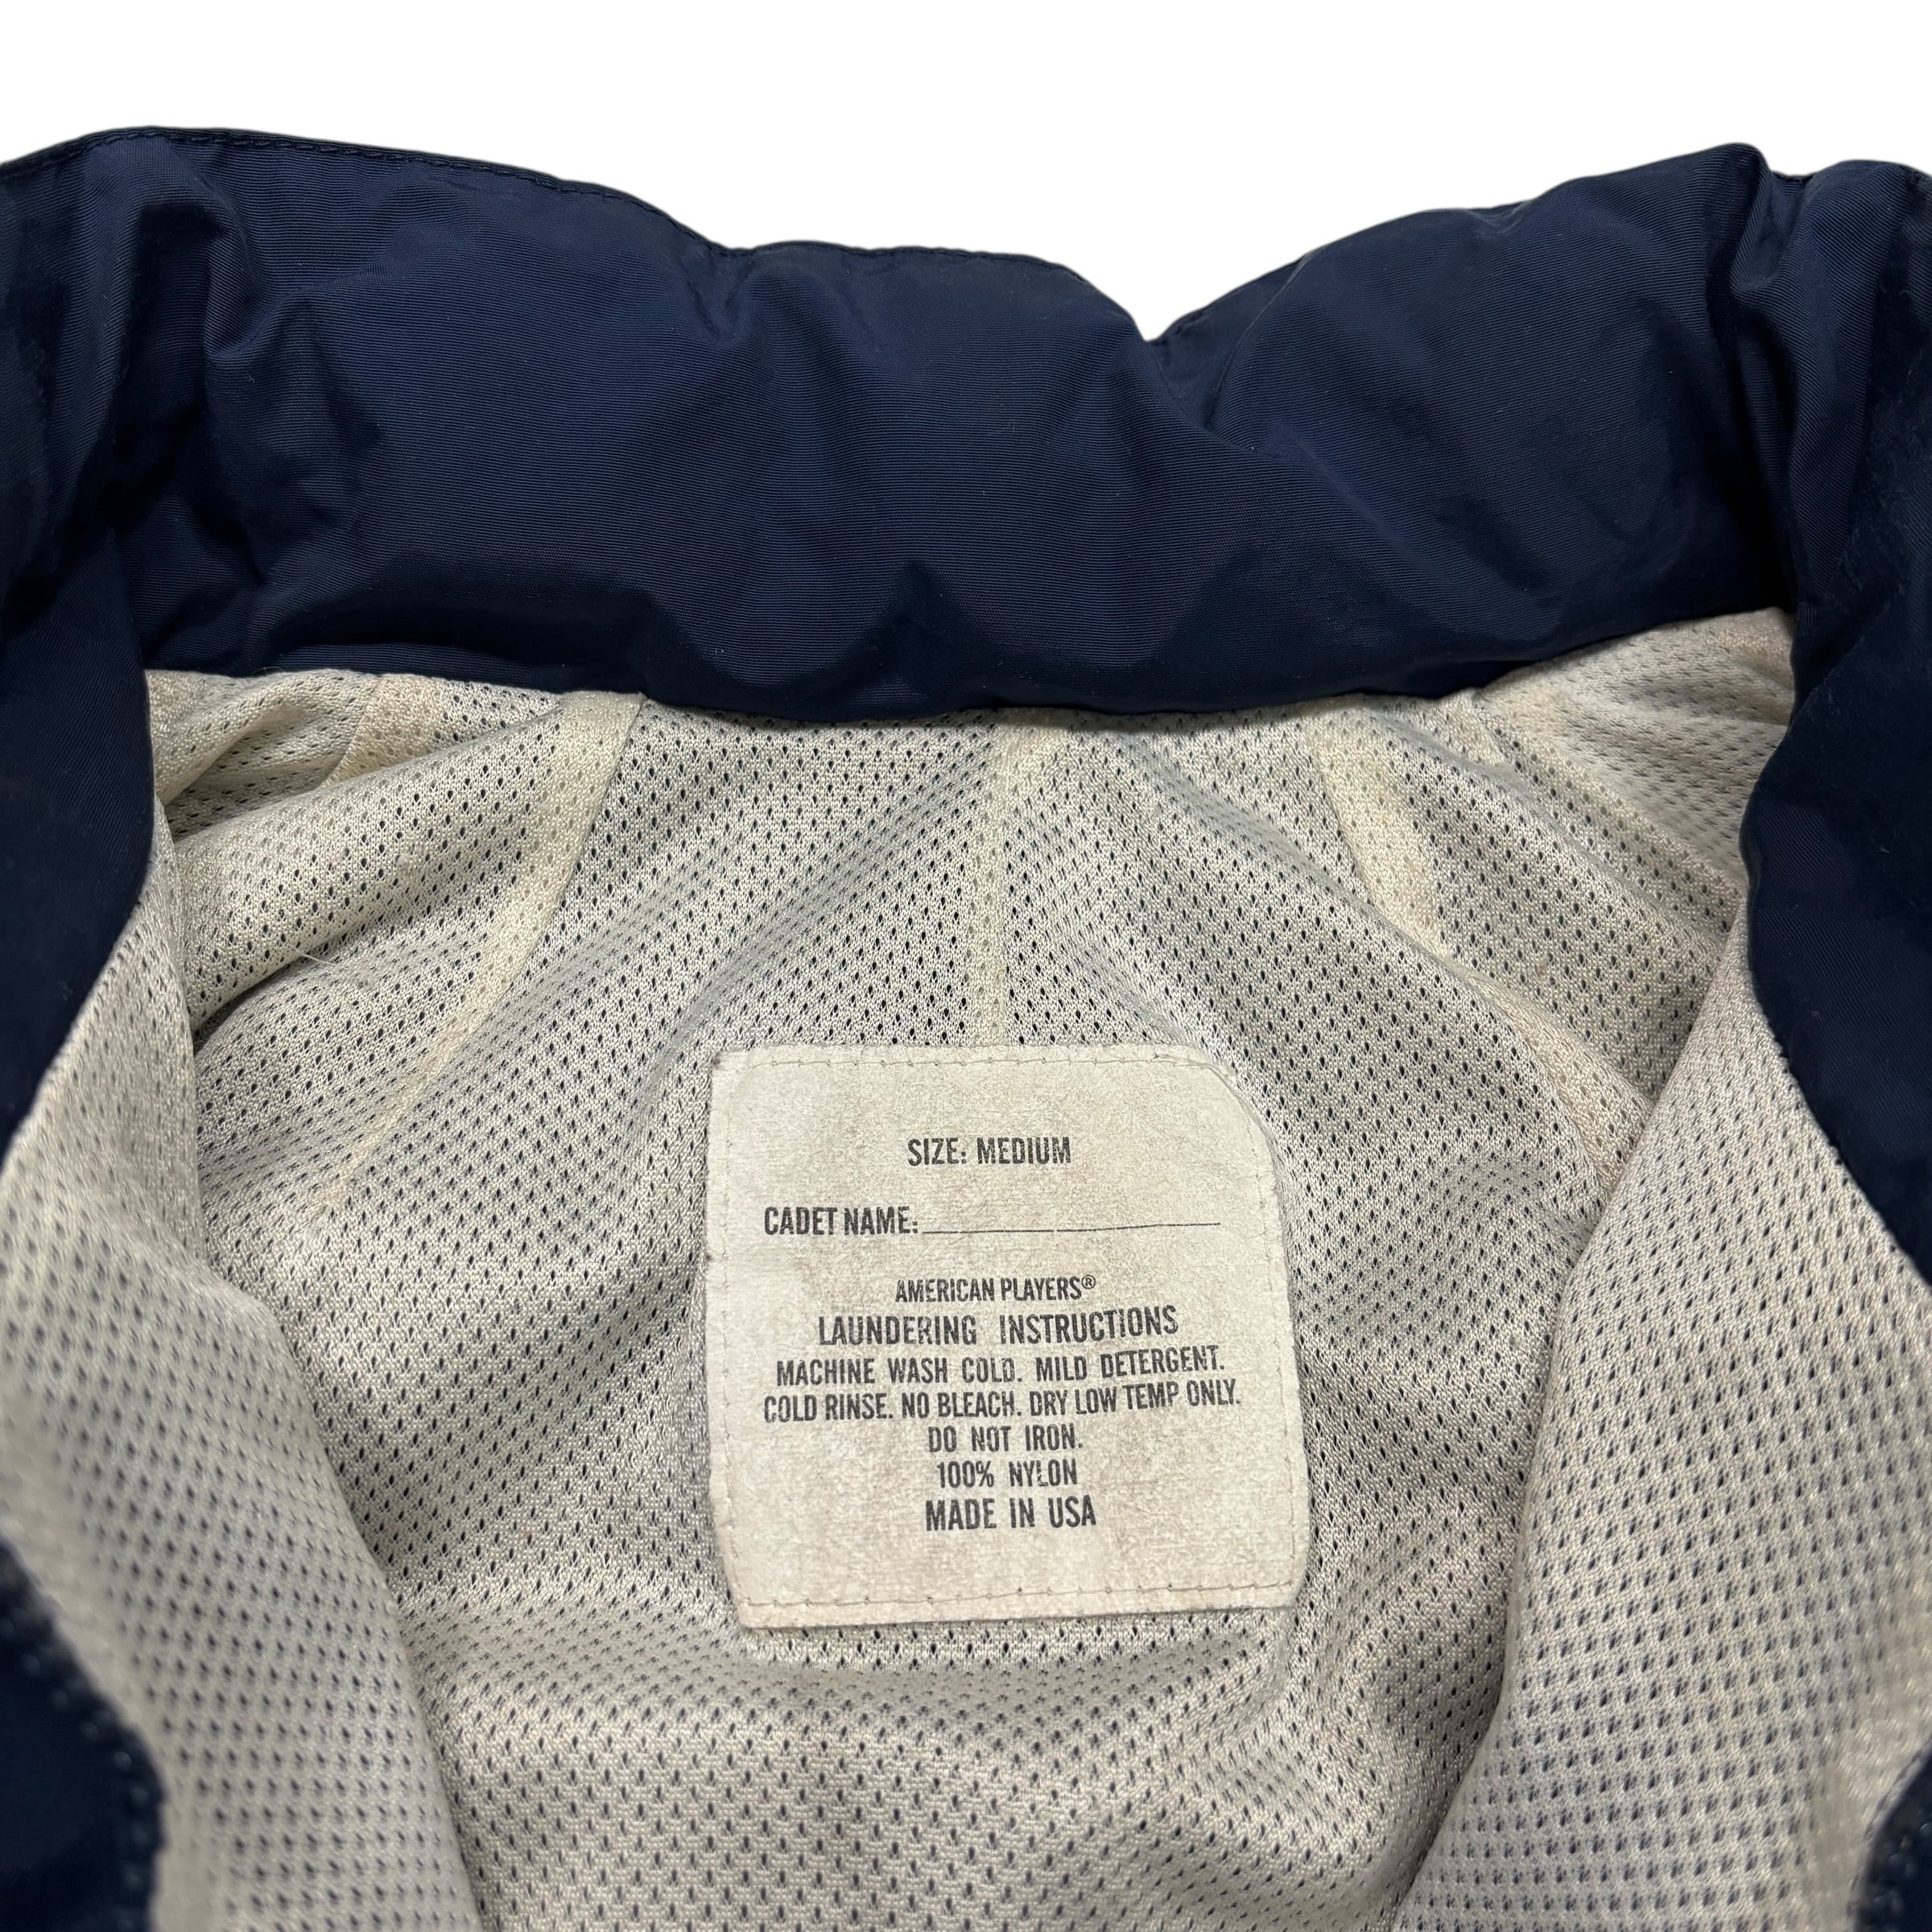 SIZE: MEDIUM
CADET NAME:
AMERICAN PLAYERS®
LAUNDERING INSTRUCTIONS
MACHINE WASH COLD. MILD DETERGENT.
COLD RINSE. NO BLEACH. DRY LOW TEMP ONLY.
DO NOT IRON.
100% NYLON
MADE IN USA